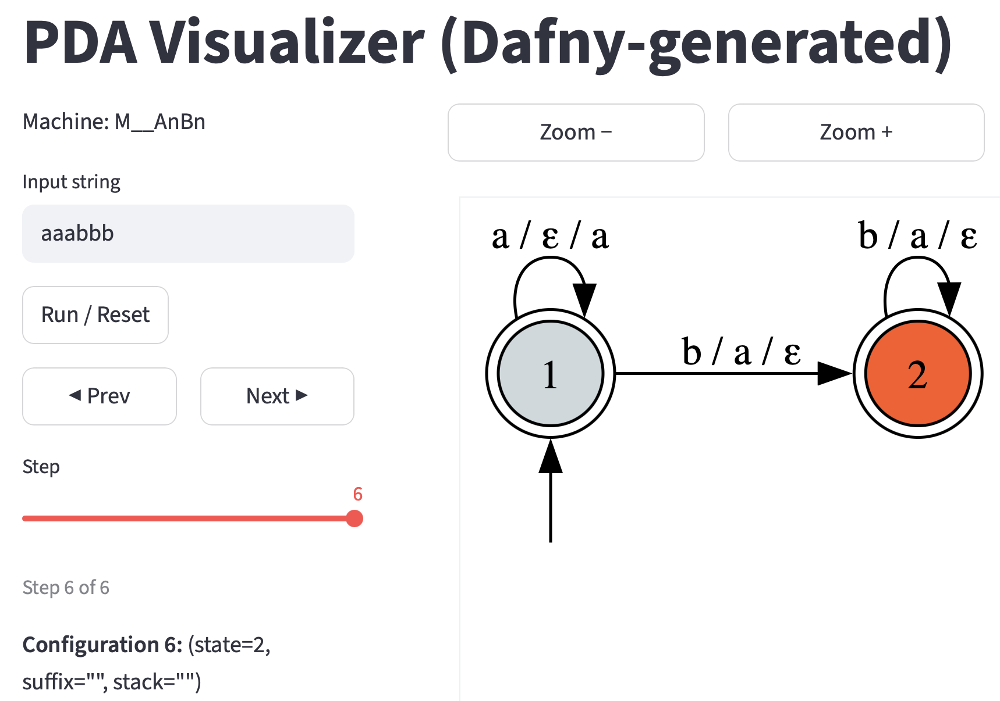 PDA Visualizer (Dafny-generated)
Machine: M__AnBn
Input string
aaabbb
Run / Reset
◀ Prev
Next ▶
Step
6
Step 6 of 6
Configuration 6: (state=2,
suffix="", stack="")
Zoom −
Zoom +
a / ε / a
b / a / ε
b / a / ε
1
2